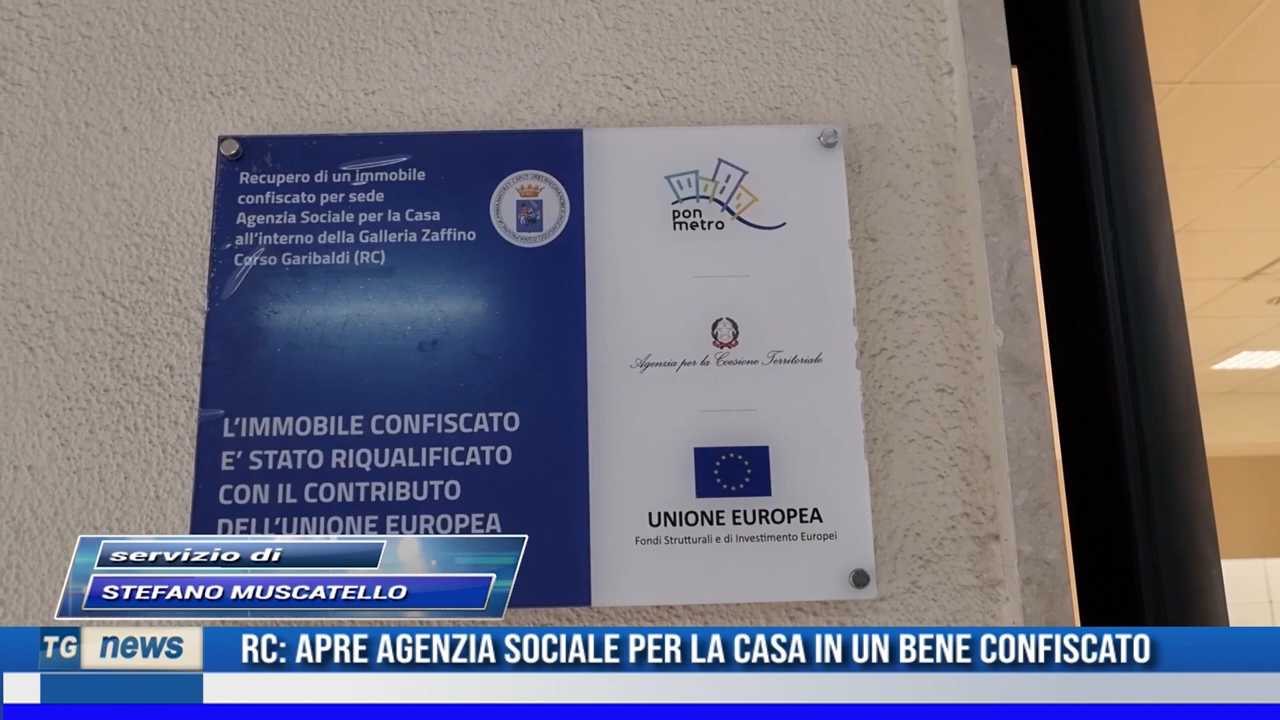 Recupero di un immobile
confiscato per sede
Agenzia Sociale per la Casa
all'interno della Galleria Zaffino
Corso Garibaldi (RC)
L'IMMOBILE CONFISCATO
E' STATO RIQUALIFICATO
CON IL CONTRIBUTO
DELL'UNIONE EUROPEA
pon
metro
Agenzia per la Coesione Territoriale
UNIONE EUROPEA
Fondi Strutturali e di Investimento Europei
servizio di
STEFANO MUSCATELLO
TG news
RC: APRE AGENZIA SOCIALE PER LA CASA IN UN BENE CONFISCATO